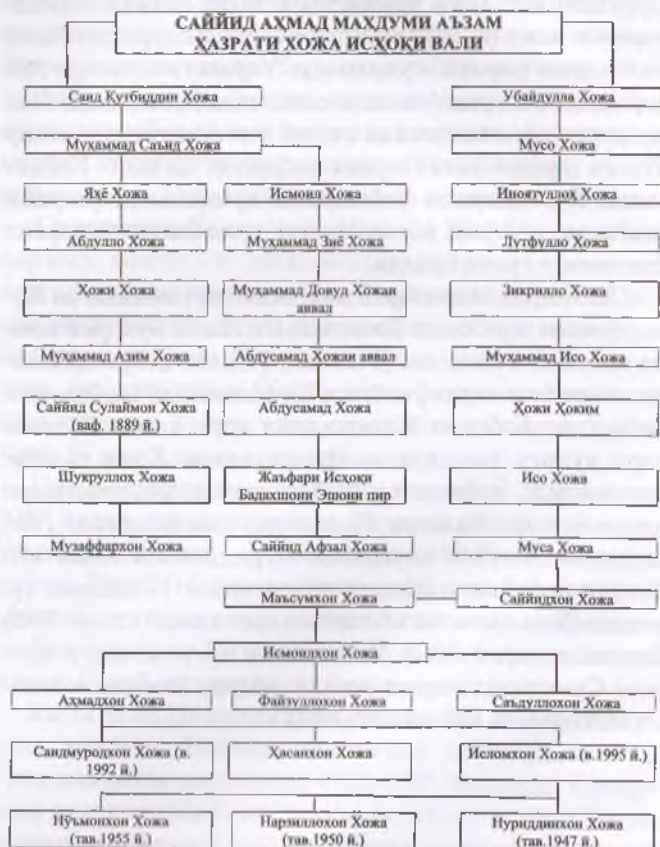 САЙЙИД АҲМАД МАХДУМИ АЪЗАМ
ҲАЗРАТИ ХОЖА ИСҲОҚИ ВАЛИ
Саид Қутбиддин Хожа
Убайдулла Хожа
Муҳаммад Саъид Хожа
Мусо Хожа
Яхё Хожа
Исмоил Хожа
Иноятуллоҳ Хожа
Абдулло Хожа
Муҳаммад Зиё Хожа
Лутфулло Хожа
Ҳожи Хожа
Муҳаммад Довуд Хожаи
аввал
Зикрилло Хожа
Муҳаммад Азим Хожа
Абдусамад Хожаи аввал
Муҳаммад Исо Хожа
Саййид Сулаймон Хожа
(ваф. 1889 й.)
Абдусамад Хожа
Ҳожи Ҳоким
Шукруллоҳ Хожа
Жаъфари Исҳоқи
Бадахшони Эшони пир
Исо Хожа
Музаффархон Хожа
Саййид Афзал Хожа
Муса Хожа
Маъсумхон Хожа
Саййидхон Хожа
Исмоилхон Хожа
Аҳмадхон Хожа
Файзуллохон Хожа
Саъдуллохон Хожа
Саидмуродхон Хожа (в.
1992 й.)
Ҳасанхон Хожа
Исломхон Хожа (в.1995 й.)
Нўъмонхон Хожа
(тав.1955 й.)
Нарзиллохон Хожа
(тав.1950 й.)
Нуриддинхон Хожа
(тав.1947 й.)